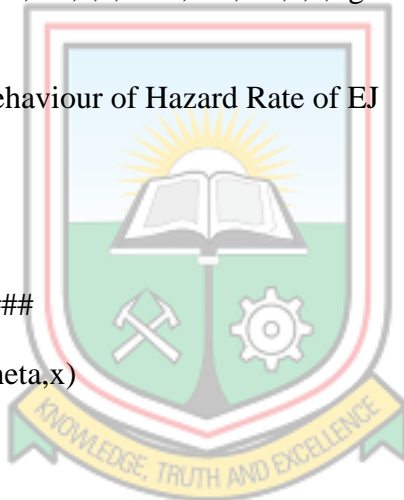 ehaviour of Hazard Rate of EJ
##
neta,x)
KNOWLEDGE, TRUTH AND EXCELLENCE